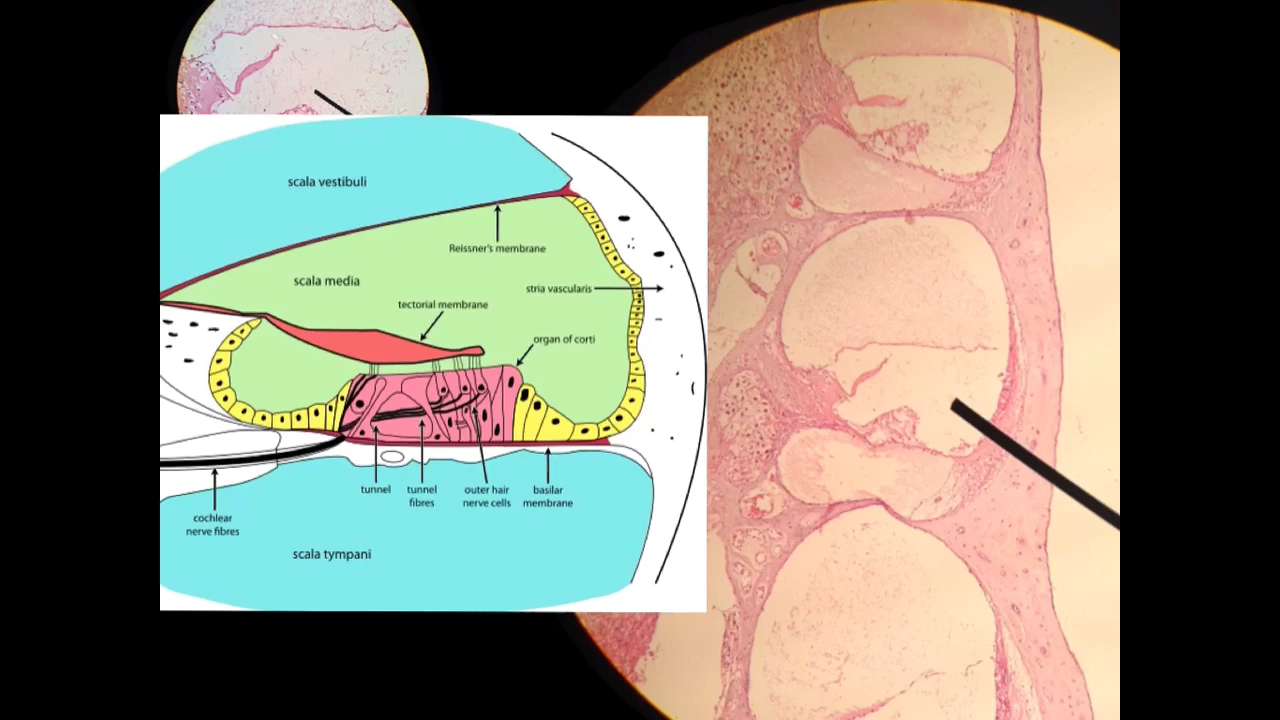 scala vestibuli
Reissner's membrane
scala media
stria vascularis
tectorial membrane
organ of corti
tunnel
tunnel
fibres
outer hair
nerve cells
basilar
membrane
cochlear
nerve fibres
scala tympani